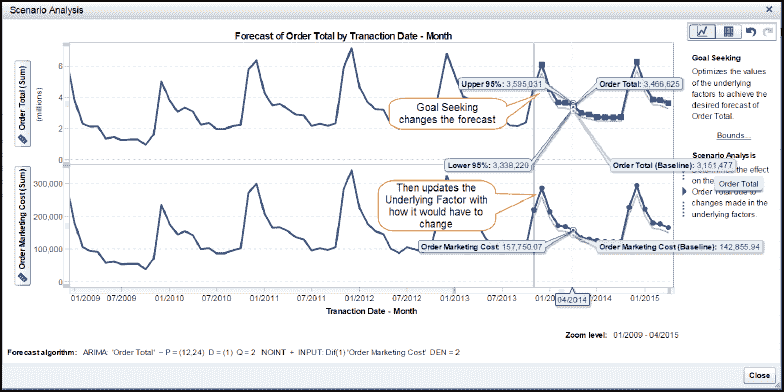 Scenario Analysis
Forecast of Order Total by Tranaction Date - Month
Order Total (Sum)
(millions)
6
4
2
0
Upper 95%: 3,595,031
Order Total: 3,466,625
Goal Seeking
changes the forecast
Lower 95%: 3,338,220
Order Total (Baseline): 3,151,477
Order Marketing Cost (Sum)
300,000
200,000
100,000
0
Then updates the
Underlying Factor with
how it would have to
change
Order Marketing Cost: 157,750.07
Order Marketing Cost (Baseline): 142,855.94
01/2009 07/2009 01/2010 07/2010 01/2011 07/2011 01/2012 07/2012 01/2013 07/2013 01/2014 01/2015
04/2014
Tranaction Date - Month
Zoom level: 01/2009 - 04/2015
Goal Seeking
Optimizes the values
of the underlying
factors to achieve the
desired forecast of
Order Total.
Bounds...
Scenario Analysis
the effect
on the
Order Total
Order Total due to
changes made in the
underlying factors.
Forecast algorithm: ARIMA: 'Order Total' ~ P = (12,24) D = (1) Q = 2 NOINT + INPUT: Dif(1) 'Order Marketing Cost' DEN = 2
Close